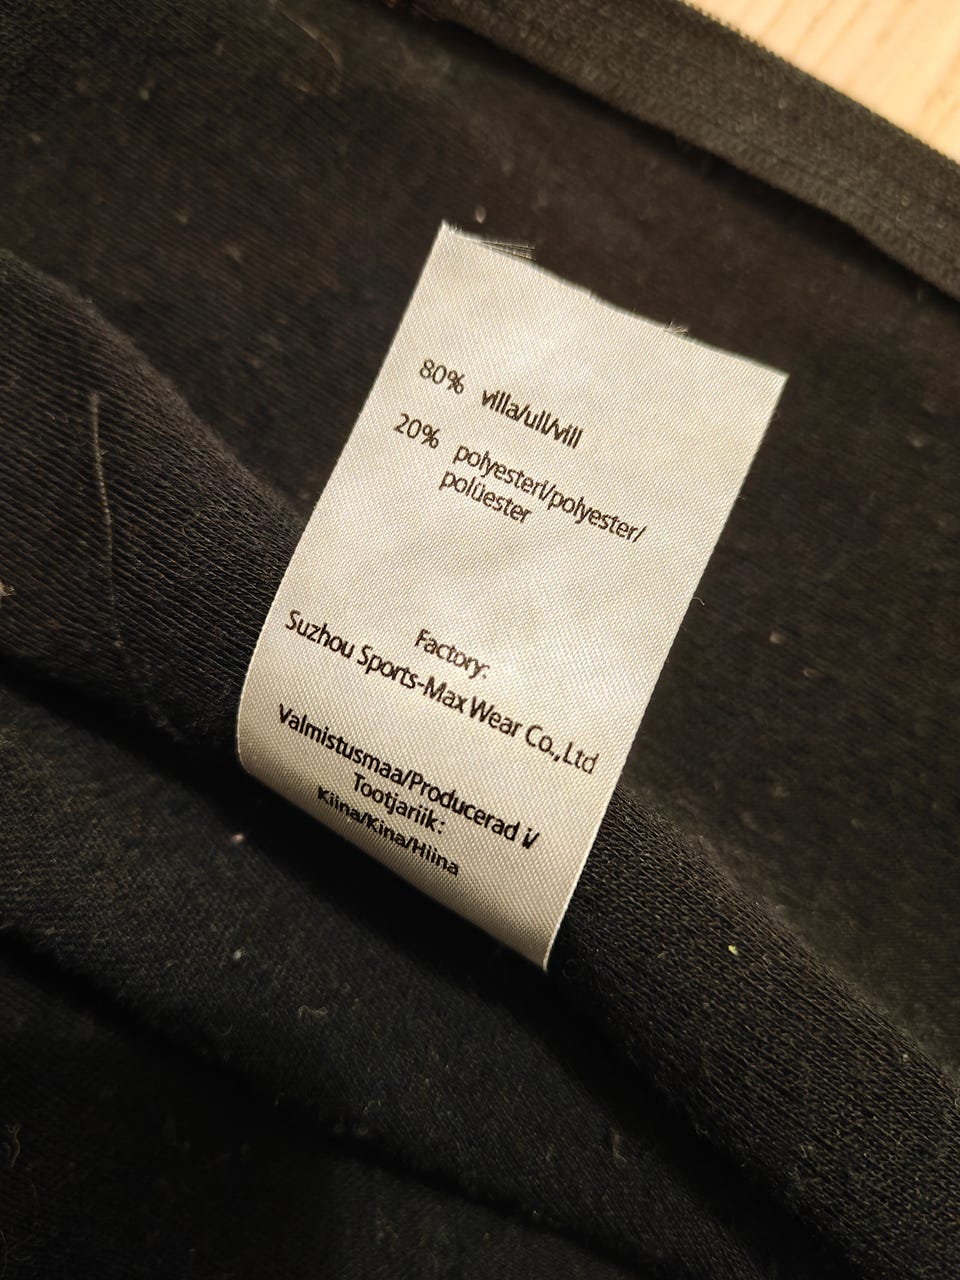 80% villa/ull/vill
20% polyesterl/polyester/
polüester
Factory:
Suzhou Sports-Max Wear Co.,Ltd
Valmistusmaa/Producerad i/
Tootjariik:
Kiina/Kina/Hiina